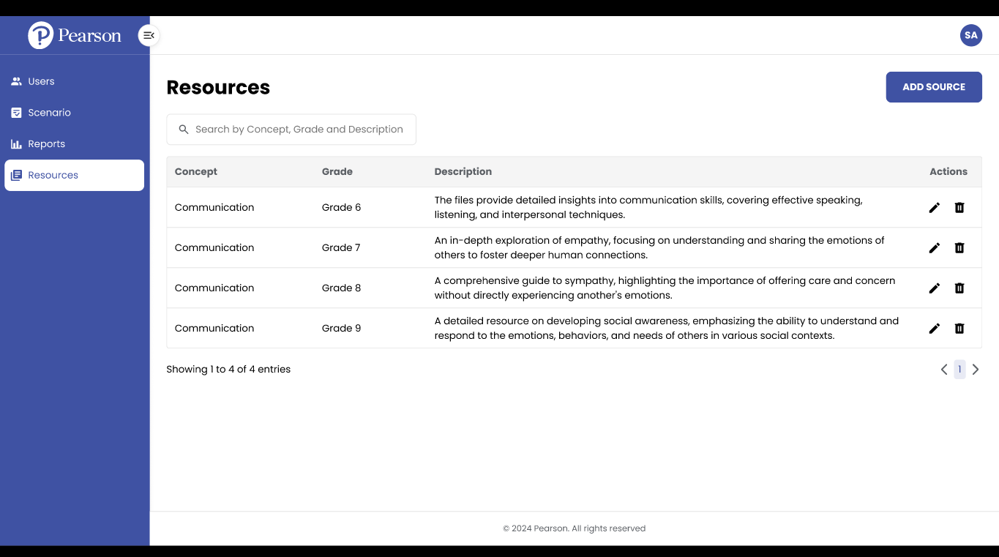 Pearson
SA
Users
Scenario
Reports
Resources
Resources
ADD SOURCE
Search by Concept, Grade and Description
Concept Grade Description Actions
Communication Grade 6 The files provide detailed insights into communication skills, covering effective speaking,
listening, and interpersonal techniques.
Communication Grade 7 An in-depth exploration of empathy, focusing on understanding and sharing the emotions of
others to foster deeper human connections.
Communication Grade 8 A comprehensive guide to sympathy, highlighting the importance of offering care and concern
without directly experiencing another's emotions.
Communication Grade 9 A detailed resource on developing social awareness, emphasizing the ability to understand and
respond to the emotions, behaviors, and needs of others in various social contexts.
Showing 1 to 4 of 4 entries
1
© 2024 Pearson. All rights reserved